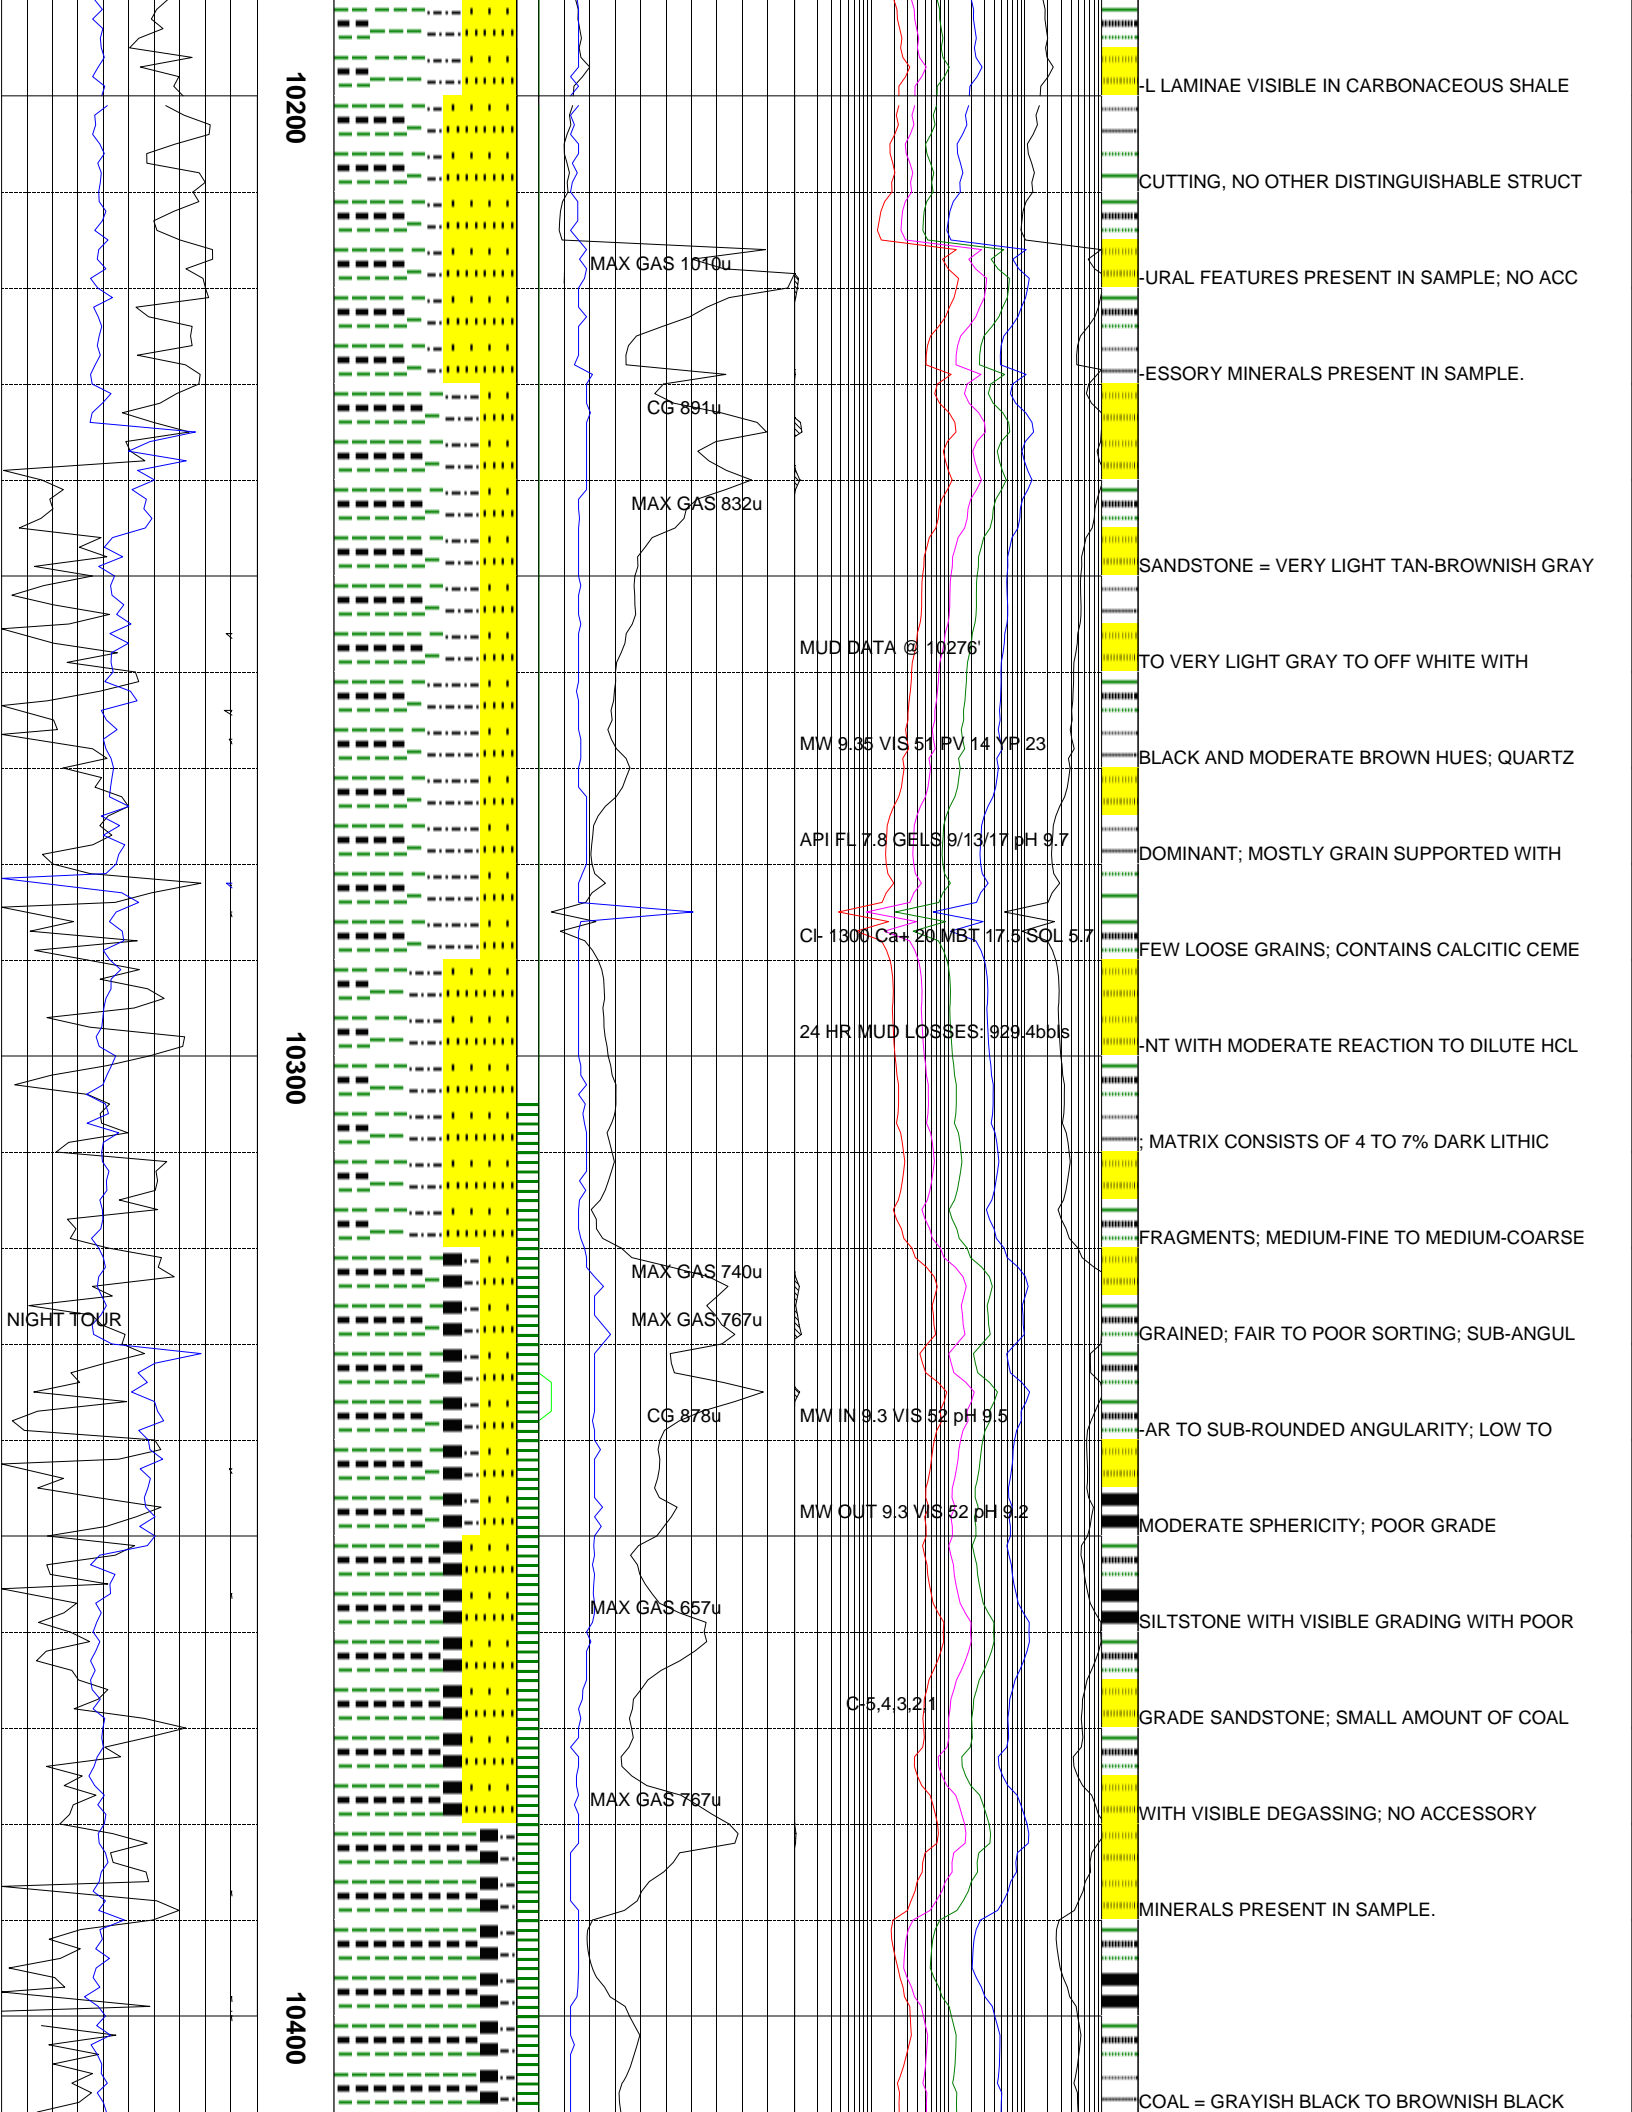 -L LAMINAE VISIBLE IN CARBONACEOUS SHALE
10200
CUTTING, NO OTHER DISTINGUISHABLE STRUCT
MAX GAS 1010u
-URAL FEATURES PRESENT IN SAMPLE; NO ACC
-ESSORY MINERALS PRESENT IN SAMPLE.
CG 891u
MAX GAS 832u
SANDSTONE = VERY LIGHT TAN-BROWNISH GRAY
MUD DATA @ 10276'
TO VERY LIGHT GRAY TO OFF WHITE WITH
MW 9.35 VIS 51 PV 14 YP 23
BLACK AND MODERATE BROWN HUES; QUARTZ
API FL 7.8 GELS 9/13/17 pH 9.7
DOMINANT; MOSTLY GRAIN SUPPORTED WITH
Cl- 1300 Ca+ 20 MBT 17.5 SOL 5.7
FEW LOOSE GRAINS; CONTAINS CALCITIC CEME
24 HR MUD LOSSES: 929.4bbls
-NT WITH MODERATE REACTION TO DILUTE HCL
10300
; MATRIX CONSISTS OF 4 TO 7% DARK LITHIC
FRAGMENTS; MEDIUM-FINE TO MEDIUM-COARSE
MAX GAS 740u
NIGHT TOUR
MAX GAS 767u
GRAINED; FAIR TO POOR SORTING; SUB-ANGUL
CG 878u
MW IN 9.3 VIS 52 pH 9.5
-AR TO SUB-ROUNDED ANGULARITY; LOW TO
MW OUT 9.3 VIS 52 pH 9.2
MODERATE SPHERICITY; POOR GRADE
MAX GAS 657u
SILTSTONE WITH VISIBLE GRADING WITH POOR
C-5,4,3,2,1
GRADE SANDSTONE; SMALL AMOUNT OF COAL
MAX GAS 767u
WITH VISIBLE DEGASSING; NO ACCESSORY
MINERALS PRESENT IN SAMPLE.
10400
COAL = GRAYISH BLACK TO BROWNISH BLACK